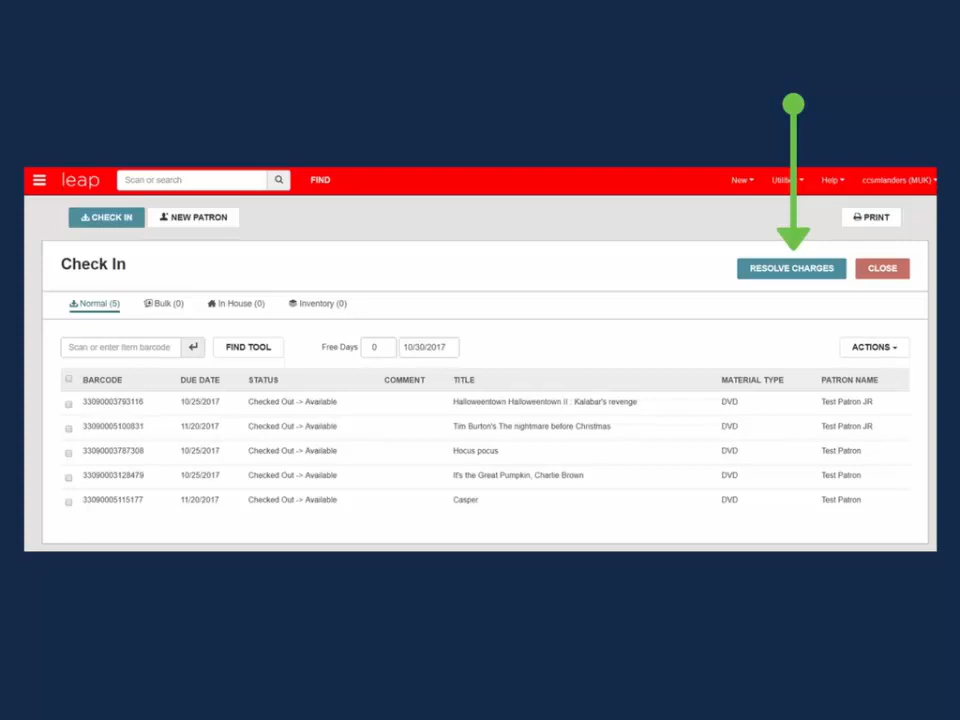 leap Scan or search FIND New Utilities Help ccsmlanders (MUK)
CHECK IN NEW PATRON PRINT
Check In RESOLVE CHARGES CLOSE
Normal (5) Bulk (0) In House (0) Inventory (0)
Scan or enter item barcode FIND TOOL Free Days 0 10/30/2017 ACTIONS
BARCODE DUE DATE STATUS COMMENT TITLE MATERIAL TYPE PATRON NAME
33090003793116 10/25/2017 Checked Out -> Available Halloweentown Halloweentown II : Kalabar's revenge DVD Test Patron JR
33090005100831 11/20/2017 Checked Out -> Available Tim Burton's The nightmare before Christmas DVD Test Patron JR
33090003787308 10/25/2017 Checked Out -> Available Hocus pocus DVD Test Patron
33090003128479 10/25/2017 Checked Out -> Available It's the Great Pumpkin, Charlie Brown DVD Test Patron
33090005115177 11/20/2017 Checked Out -> Available Casper DVD Test Patron